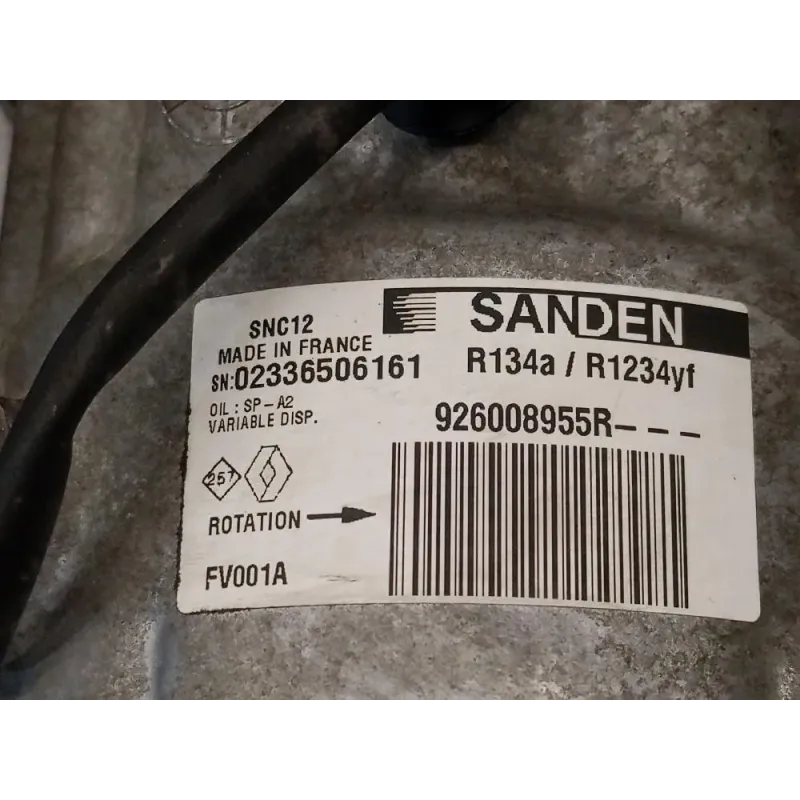 SANDEN
SNC12
MADE IN FRANCE
SN:02336506161
R134a / R1234yf
OIL : SP-A2
VARIABLE DISP.
926008955R---
257
ROTATION
FV001A